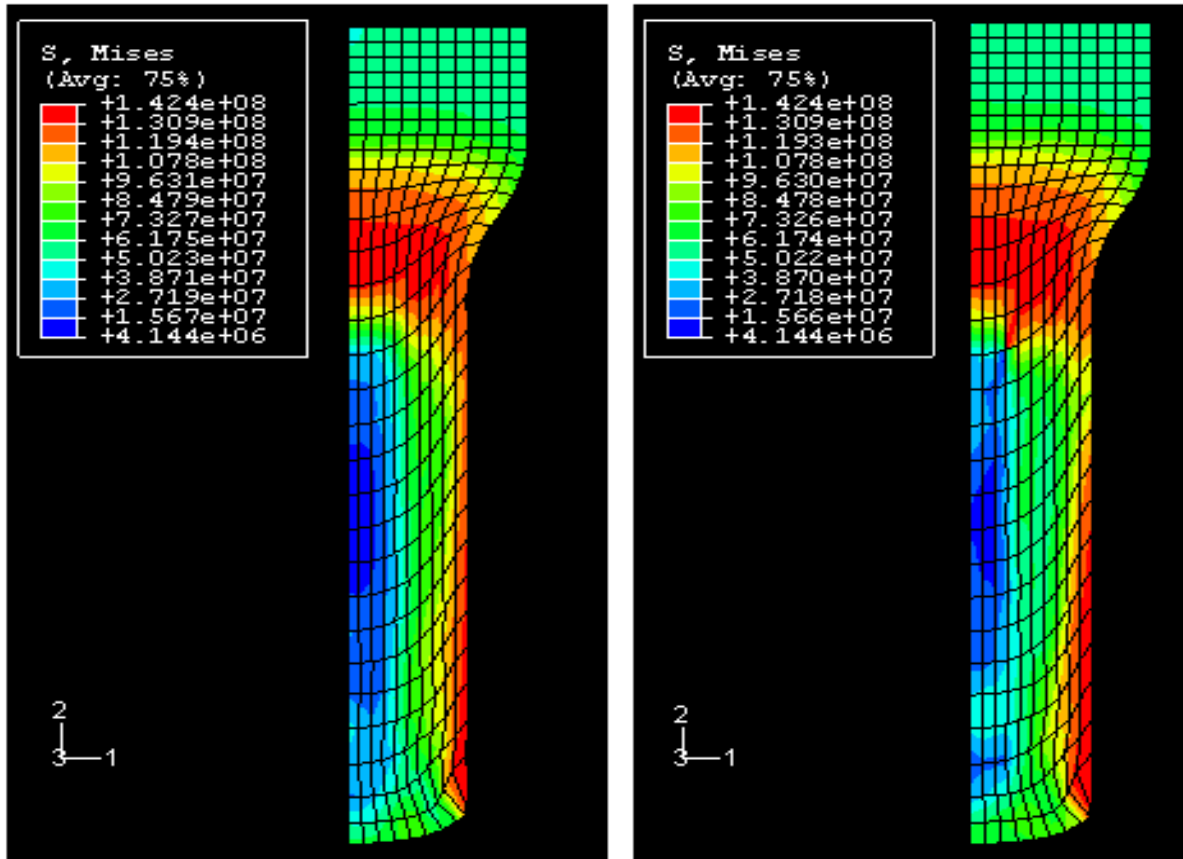 S, Mises
(Avg: 75%)
+1.424e+08
+1.309e+08
+1.194e+08
+1.078e+08
+9.631e+07
+8.479e+07
+7.327e+07
+6.175e+07
+5.023e+07
+3.871e+07
+2.719e+07
+1.567e+07
+4.144e+06
2
3
1
S, Mises
(Avg: 75%)
+1.424e+08
+1.309e+08
+1.193e+08
+1.078e+08
+9.630e+07
+8.478e+07
+7.326e+07
+6.174e+07
+5.022e+07
+3.870e+07
+2.718e+07
+1.566e+07
+4.144e+06
2
3
1